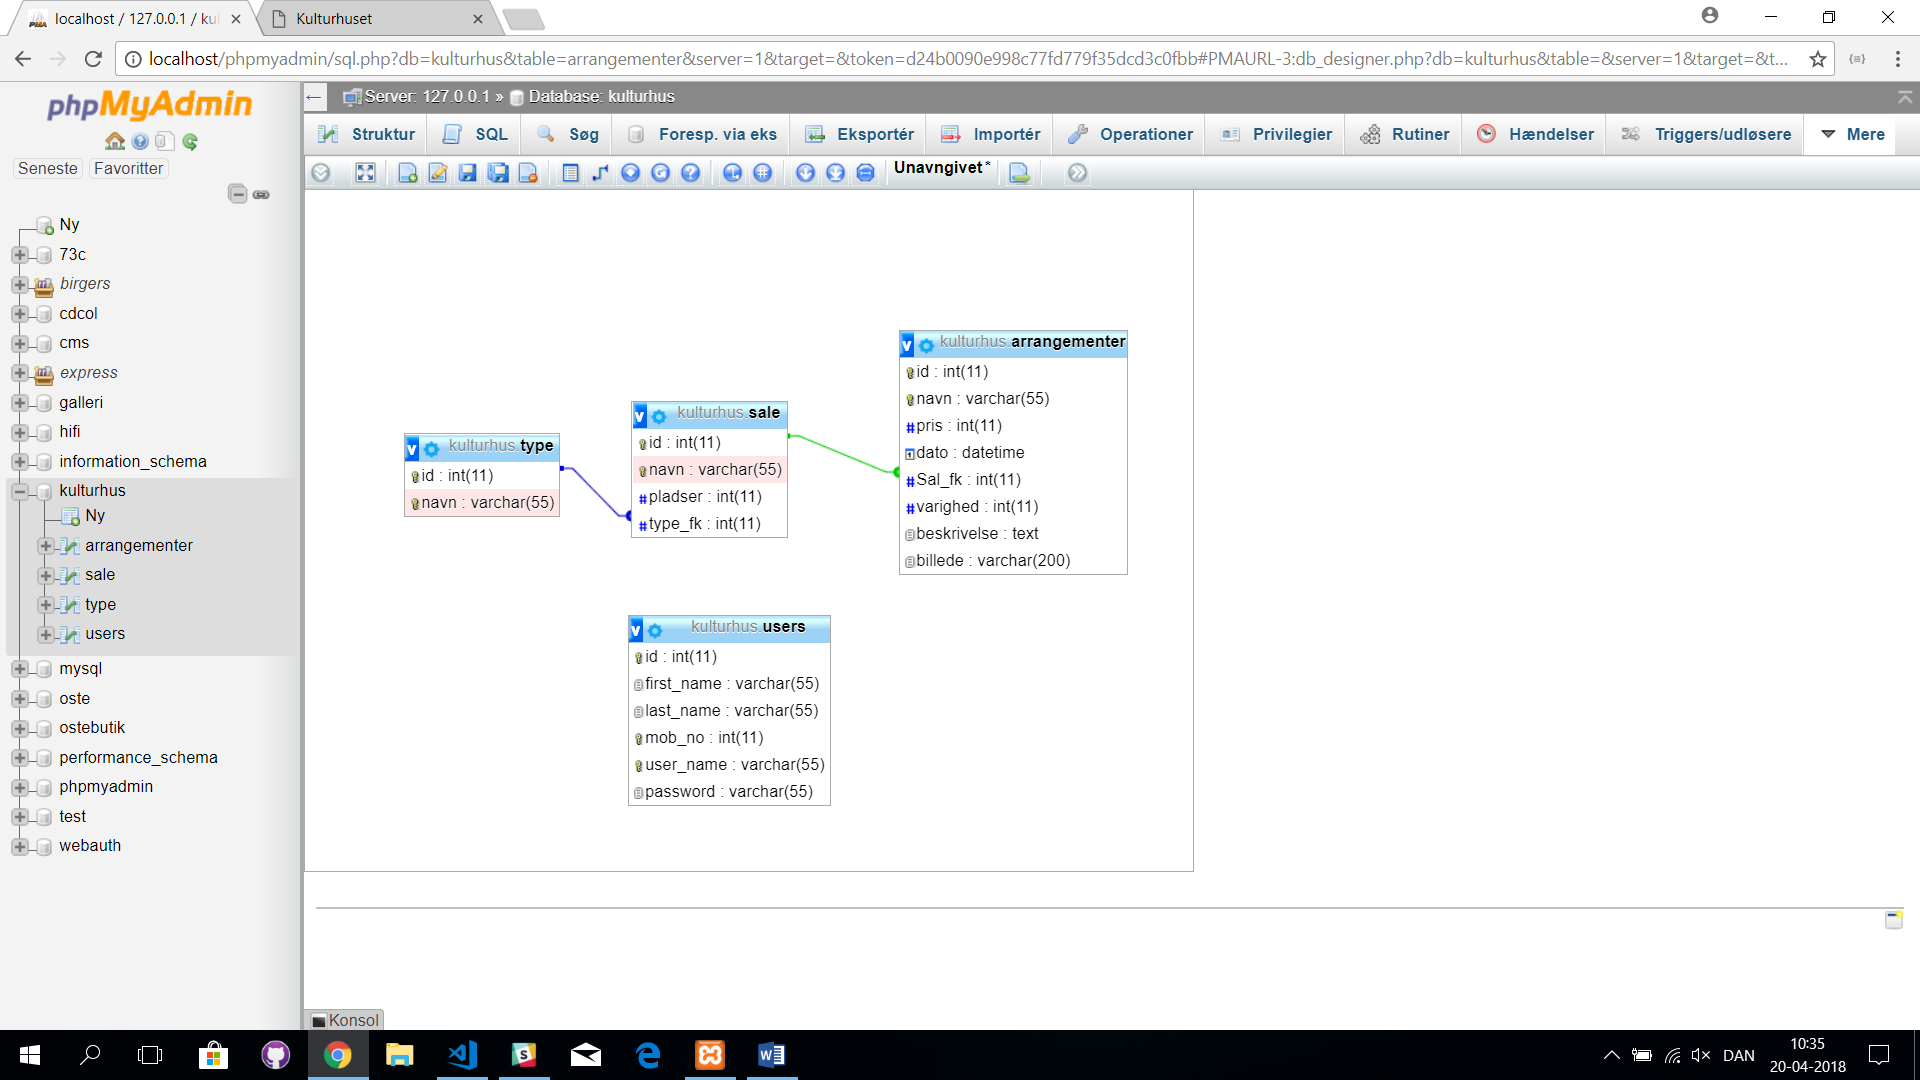 localhost / 127.0.0.1 / ku
Kulturhuset
localhost/phpmyadmin/sql.php?db=kulturhus&table=arrangementer&server=1&target=&token=d24b0090e998c77fd779f35dcd3c0fbb#PMAURL-3:db_designer.php?db=kulturhus&table=&server=1&target=&t...
phpMyAdmin
Seneste
Favoritter
Ny
73c
birgers
cdcol
cms
express
galleri
hifi
information_schema
kulturhus
Ny
arrangementer
sale
type
users
mysql
oste
ostebutik
performance_schema
phpmyadmin
test
webauth
Server: 127.0.0.1 » Database: kulturhus
Struktur
SQL
Søg
Foresp. via eks
Eksportér
Importér
Operationer
Privilegier
Rutiner
Hændelser
Triggers/udløsere
Mere
Unavngivet*
kulturhus.type
id : int(11)
navn : varchar(55)
kulturhus.sale
id : int(11)
navn : varchar(55)
pladser : int(11)
type_fk : int(11)
kulturhus.arrangementer
id : int(11)
navn : varchar(55)
pris : int(11)
dato : datetime
Sal_fk : int(11)
varighed : int(11)
beskrivelse : text
billede : varchar(200)
kulturhus.users
id : int(11)
first_name : varchar(55)
last_name : varchar(55)
mob_no : int(11)
user_name : varchar(55)
password : varchar(55)
Konsol
DAN
10:35
20-04-2018